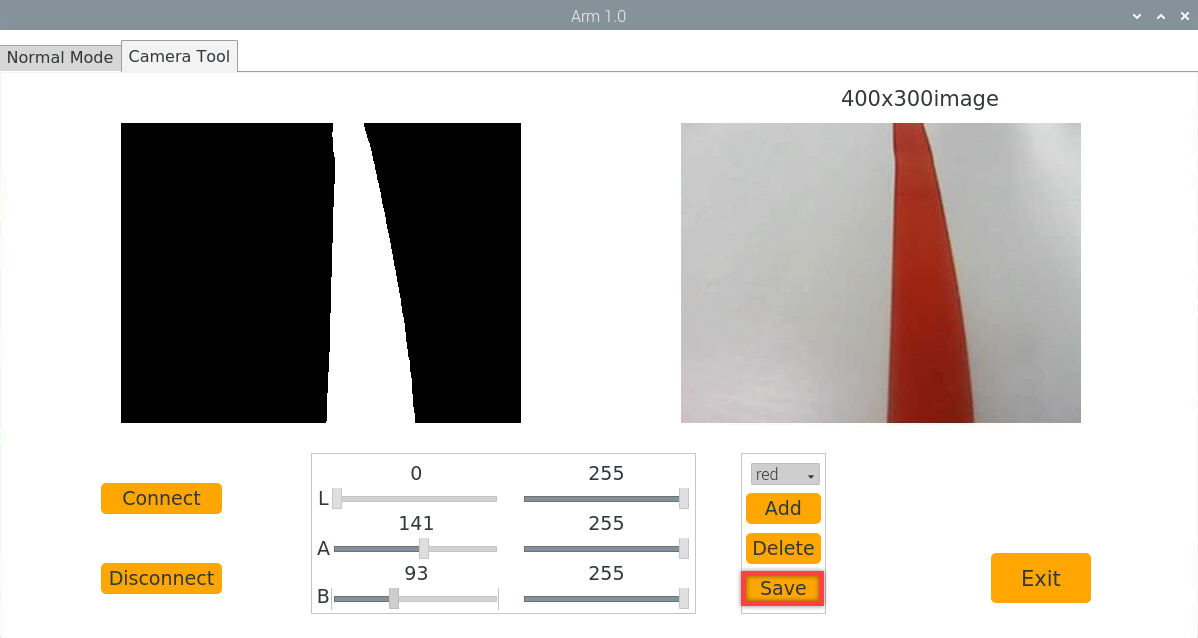 Arm 1.0
Normal Mode
Camera Tool
400x300image
Connect
Disconnect
0
255
L
141
255
A
93
255
B
red
Add
Delete
Save
Exit